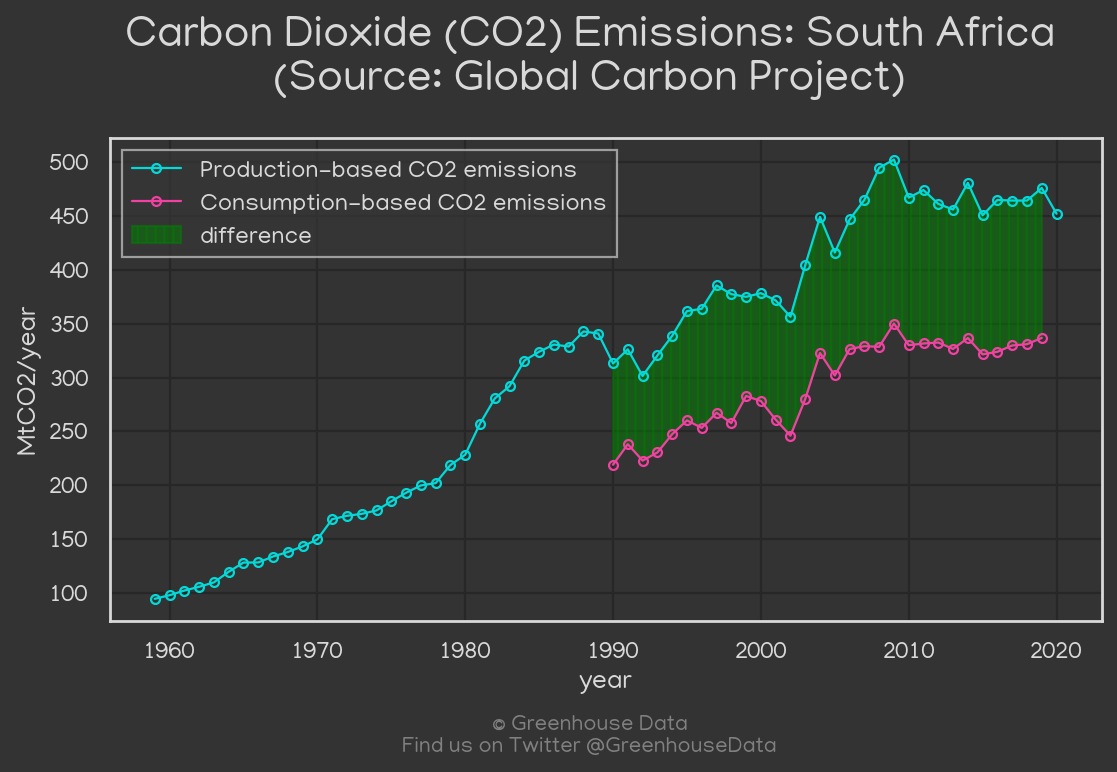 Carbon Dioxide (CO2) Emissions: South Africa
(Source: Global Carbon Project)
Production-based CO2 emissions
Consumption-based CO2 emissions
difference
MtCO2/year
500
450
400
350
300
250
200
150
100
1960 1970 1980 1990 2000 2010 2020
year
© Greenhouse Data
Find us on Twitter @GreenhouseData